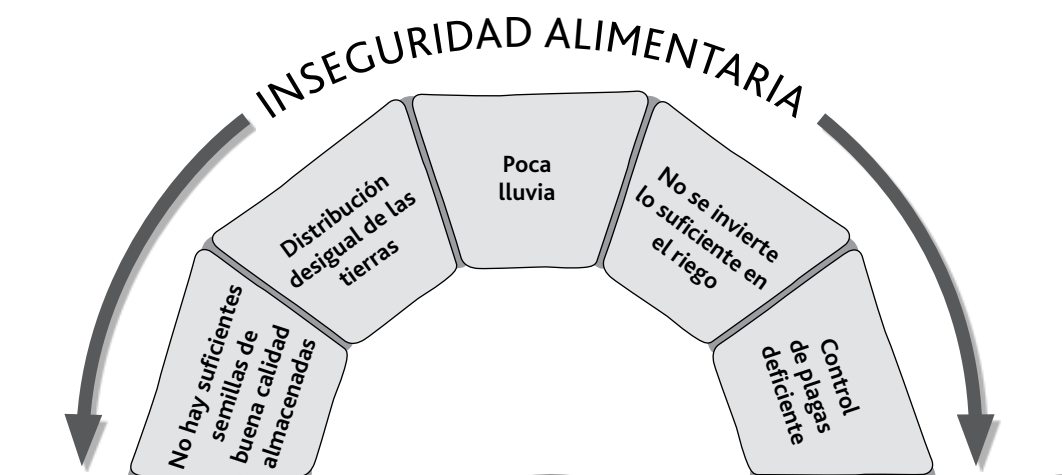 INSEGURIDAD ALIMENTARIA
No hay suficientes
semillas de
buena calidad
almacenadas
Distribución
desigual de las
tierras
Poca
lluvia
No se invierte
lo suficiente en
el riego
Control
de plagas
deficiente